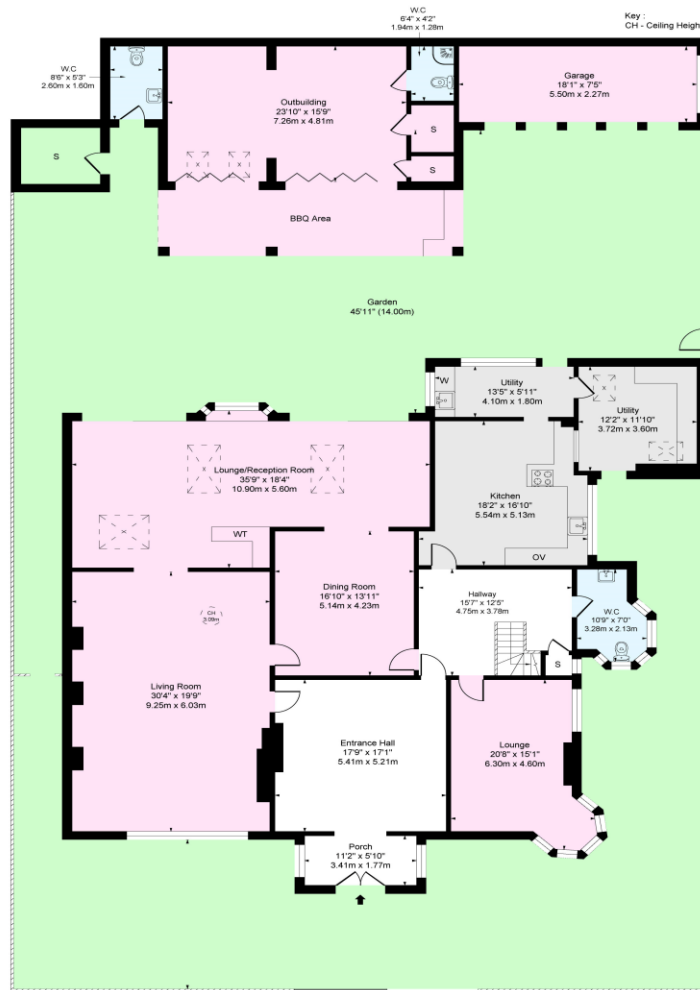 W.C
6'4" x 4'2"
1.94m x 1.28m
Key :
CH - Ceiling Heigh
W.C
8'6" x 5'3"
2.60m x 1.60m
Outbuilding
23'10" x 15'9"
7.26m x 4.81m
Garage
18'1" x 7'5"
5.50m x 2.27m
S
S
S
BBQ Area
Garden
45'11" (14.00m)
W
Utility
13'5" x 5'11"
4.10m x 1.80m
Utility
12'2" x 11'10"
3.72m x 3.60m
Lounge/Reception Room
35'9" x 18'4"
10.90m x 5.60m
Kitchen
18'2" x 16'10"
5.54m x 5.13m
WT
OV
Dining Room
16'10" x 13'11"
5.14m x 4.23m
Hallway
15'7" x 12'5"
4.75m x 3.78m
W.C
10'9" x 7'0"
3.28m x 2.13m
CH
3.09m
S
Living Room
30'4" x 19'9"
9.25m x 6.03m
Entrance Hall
17'9" x 17'1"
5.41m x 5.21m
Lounge
20'8" x 15'1"
6.30m x 4.60m
Porch
11'2" x 5'10"
3.41m x 1.77m